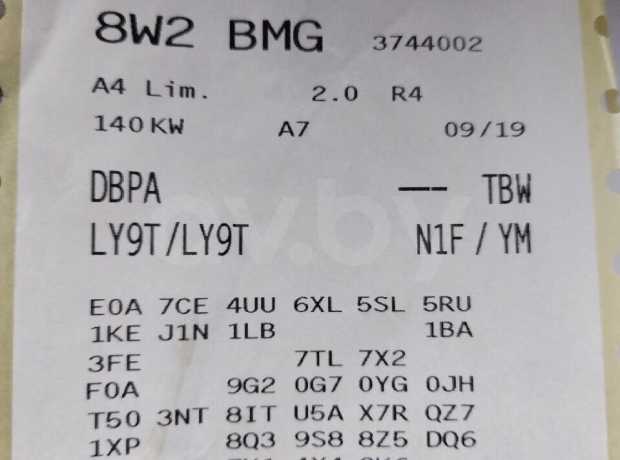 8W2 BMG 3744002
A4 Lim. 2.0 R4
140KW A7 09/19
DBPA --- TBW
LY9T/LY9T N1F / YM
E0A 7CE 4UU 6XL 5SL 5RU
1KE J1N 1LB 1BA
3FE 7TL 7X2
F0A 9G2 0G7 0YG 0JH
T50 3NT 8IT U5A X7R QZ7
1XP 8Q3 9S8 8Z5 DQ6